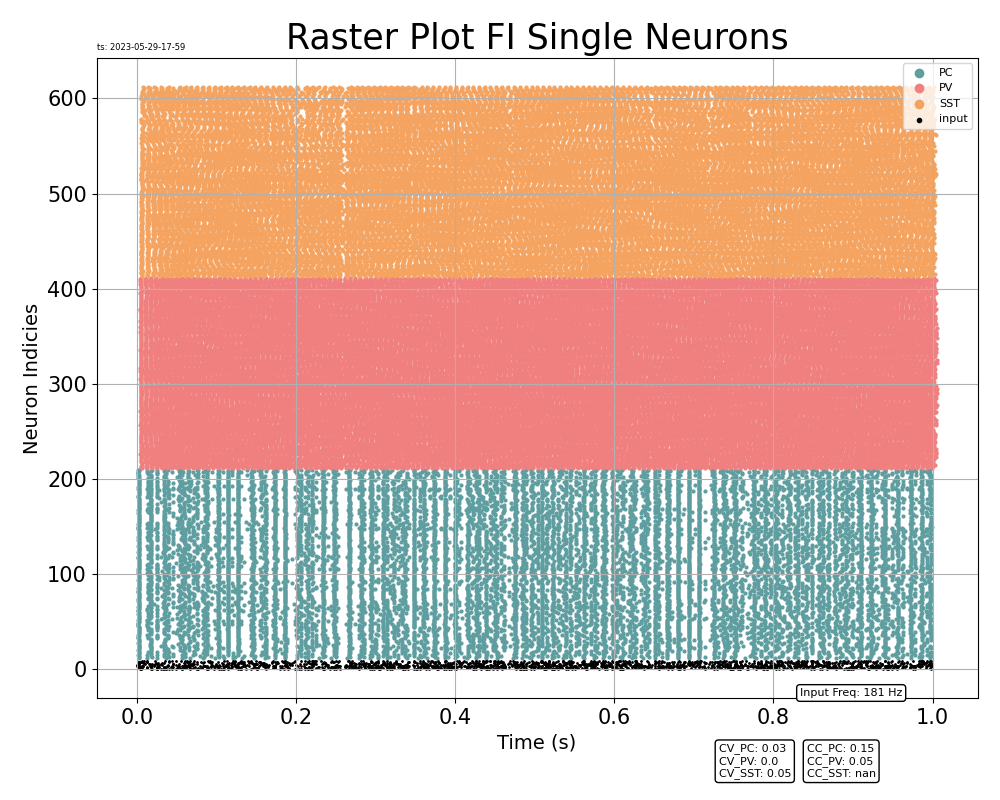 Raster Plot FI Single Neurons
ts: 2023-05-29-17-59
PC
PV
SST
input
600
500
400
300
200
100
0
Neuron Indicies
0.0 0.2 0.4 0.6 0.8 1.0
Time (s)
Input Freq: 181 Hz
CV_PC: 0.03
CV_PV: 0.0
CV_SST: 0.05
CC_PC: 0.15
CC_PV: 0.05
CC_SST: nan